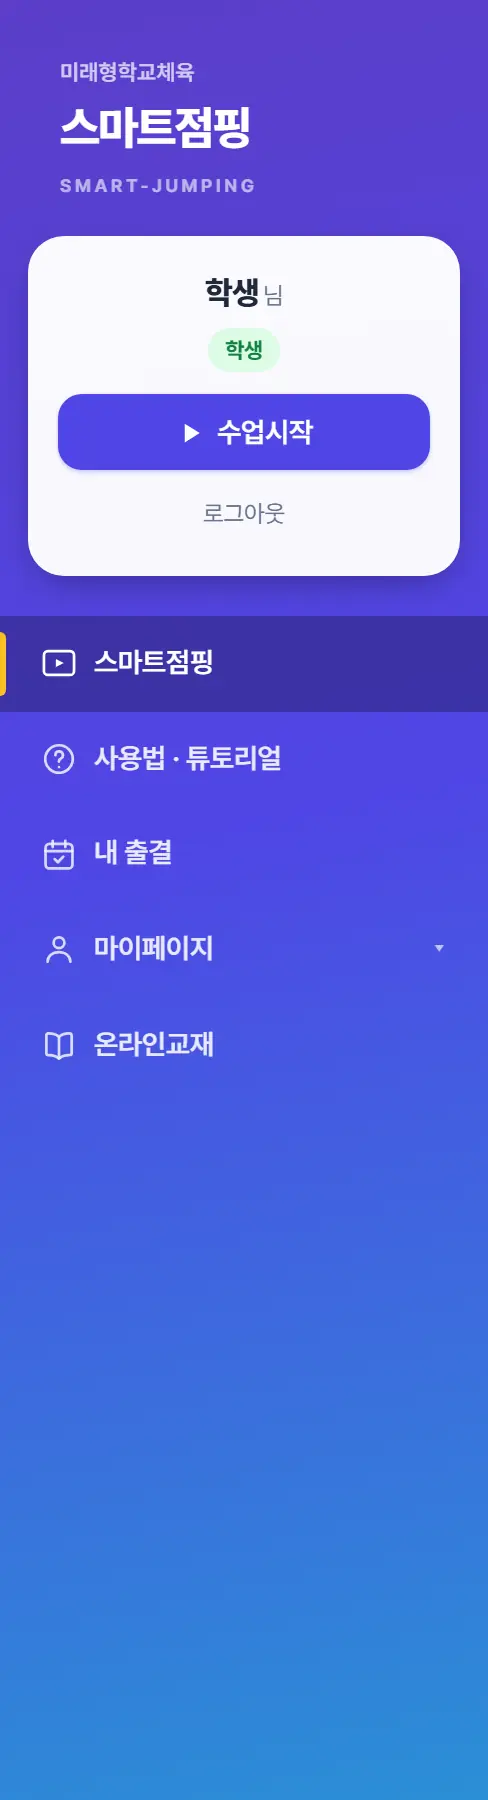 미래형학교체육
스마트점핑
SMART-JUMPING
학생 님
학생
수업시작
로그아웃
스마트점핑
사용법 · 튜토리얼
내 출결
마이페이지
온라인교재